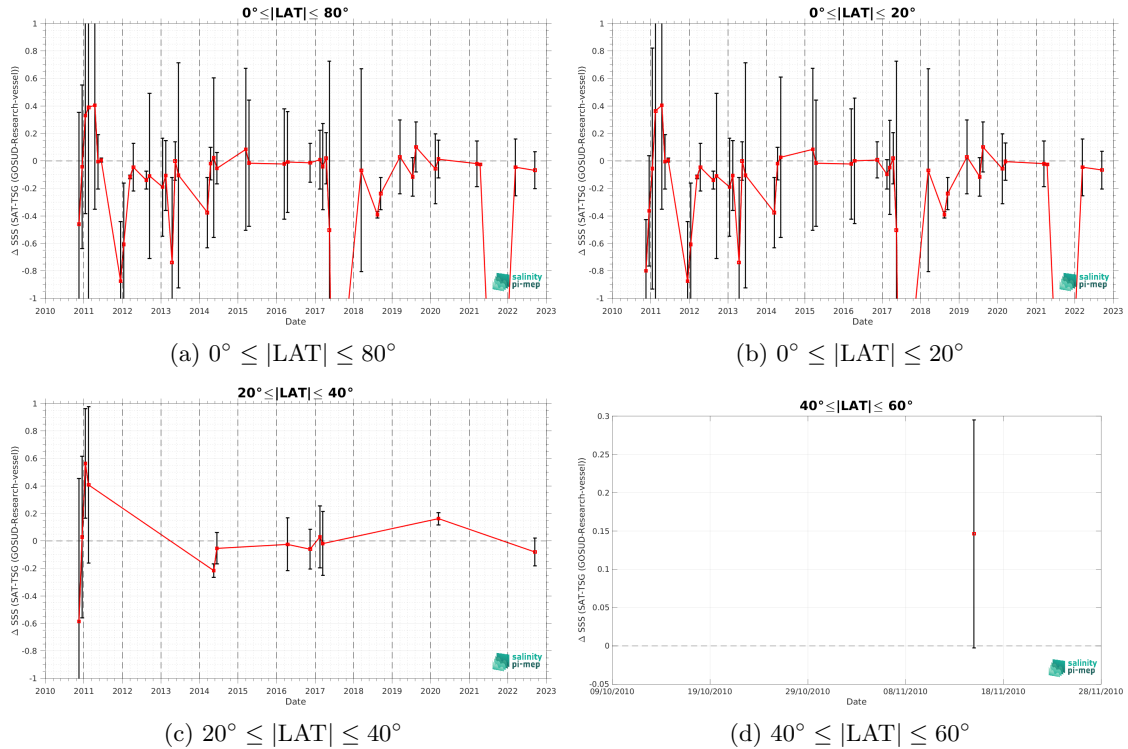 0°≤|LAT|≤ 80°
1
0.8
0.6
0.4
0.2
0
-0.2
-0.4
-0.6
-0.8
-1
Δ SSS (SAT-TSG (GOSUD-Research-vessel))
2010 2011 2012 2013 2014 2015 2016 2017 2018 2019 2020 2021 2022 2023
Date
salinity
pi-mep
(a) 0° ≤ |LAT| ≤ 80°
0°≤|LAT|≤ 20°
1
0.8
0.6
0.4
0.2
0
-0.2
-0.4
-0.6
-0.8
-1
Δ SSS (SAT-TSG (GOSUD-Research-vessel))
2010 2011 2012 2013 2014 2015 2016 2017 2018 2019 2020 2021 2022 2023
Date
salinity
pi-mep
(b) 0° ≤ |LAT| ≤ 20°
20°≤|LAT|≤ 40°
1
0.8
0.6
0.4
0.2
0
-0.2
-0.4
-0.6
-0.8
-1
Δ SSS (SAT-TSG (GOSUD-Research-vessel))
2010 2011 2012 2013 2014 2015 2016 2017 2018 2019 2020 2021 2022 2023
Date
salinity
pi-mep
(c) 20° ≤ |LAT| ≤ 40°
40°≤|LAT|≤ 60°
0.3
0.25
0.2
0.15
0.1
0.05
0
-0.05
Δ SSS (SAT-TSG (GOSUD-Research-vessel))
09/10/2010 19/10/2010 29/10/2010 08/11/2010 18/11/2010 28/11/2010
Date
salinity
pi-mep
(d) 40° ≤ |LAT| ≤ 60°